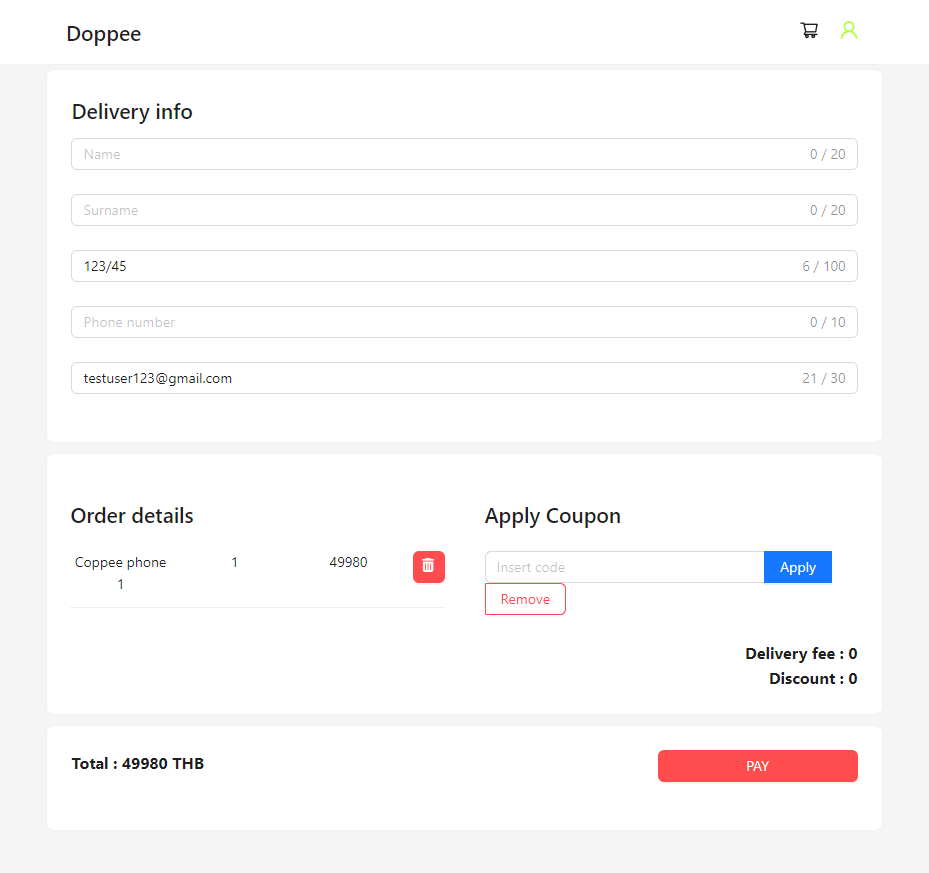 Doppee
Delivery info
Name 0 / 20
Surname 0 / 20
123/45 6 / 100
Phone number 0 / 10
testuser123@gmail.com 21 / 30
Order details
Coppee phone 1 49980
1
Apply Coupon
Insert code Apply
Remove
Delivery fee : 0
Discount : 0
Total : 49980 THB
PAY